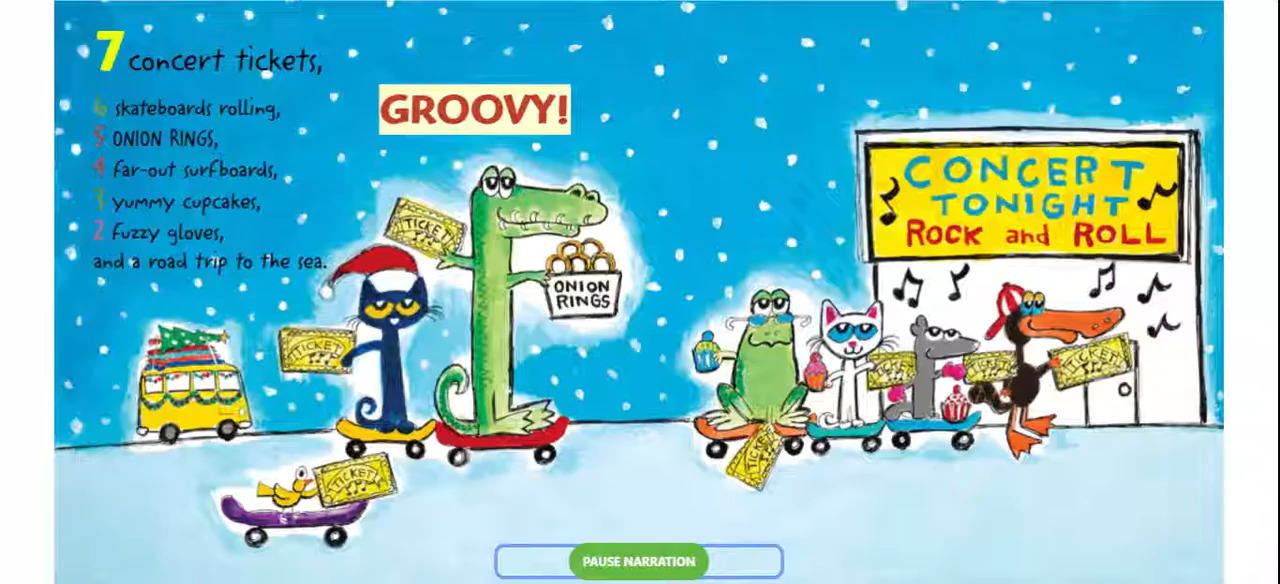 7 concert tickets,
6 skateboards rolling,
5 ONION RINGS,
4 far-out surfboards,
3 yummy cupcakes,
2 fuzzy gloves,
and a road trip to the sea.
GROOVY!
TICKET
ONION
RINGS
TICKET
TICKET
CONCERT
TONIGHT
ROCK and ROLL
TICKET!
TICKET
PAUSE NARRATION